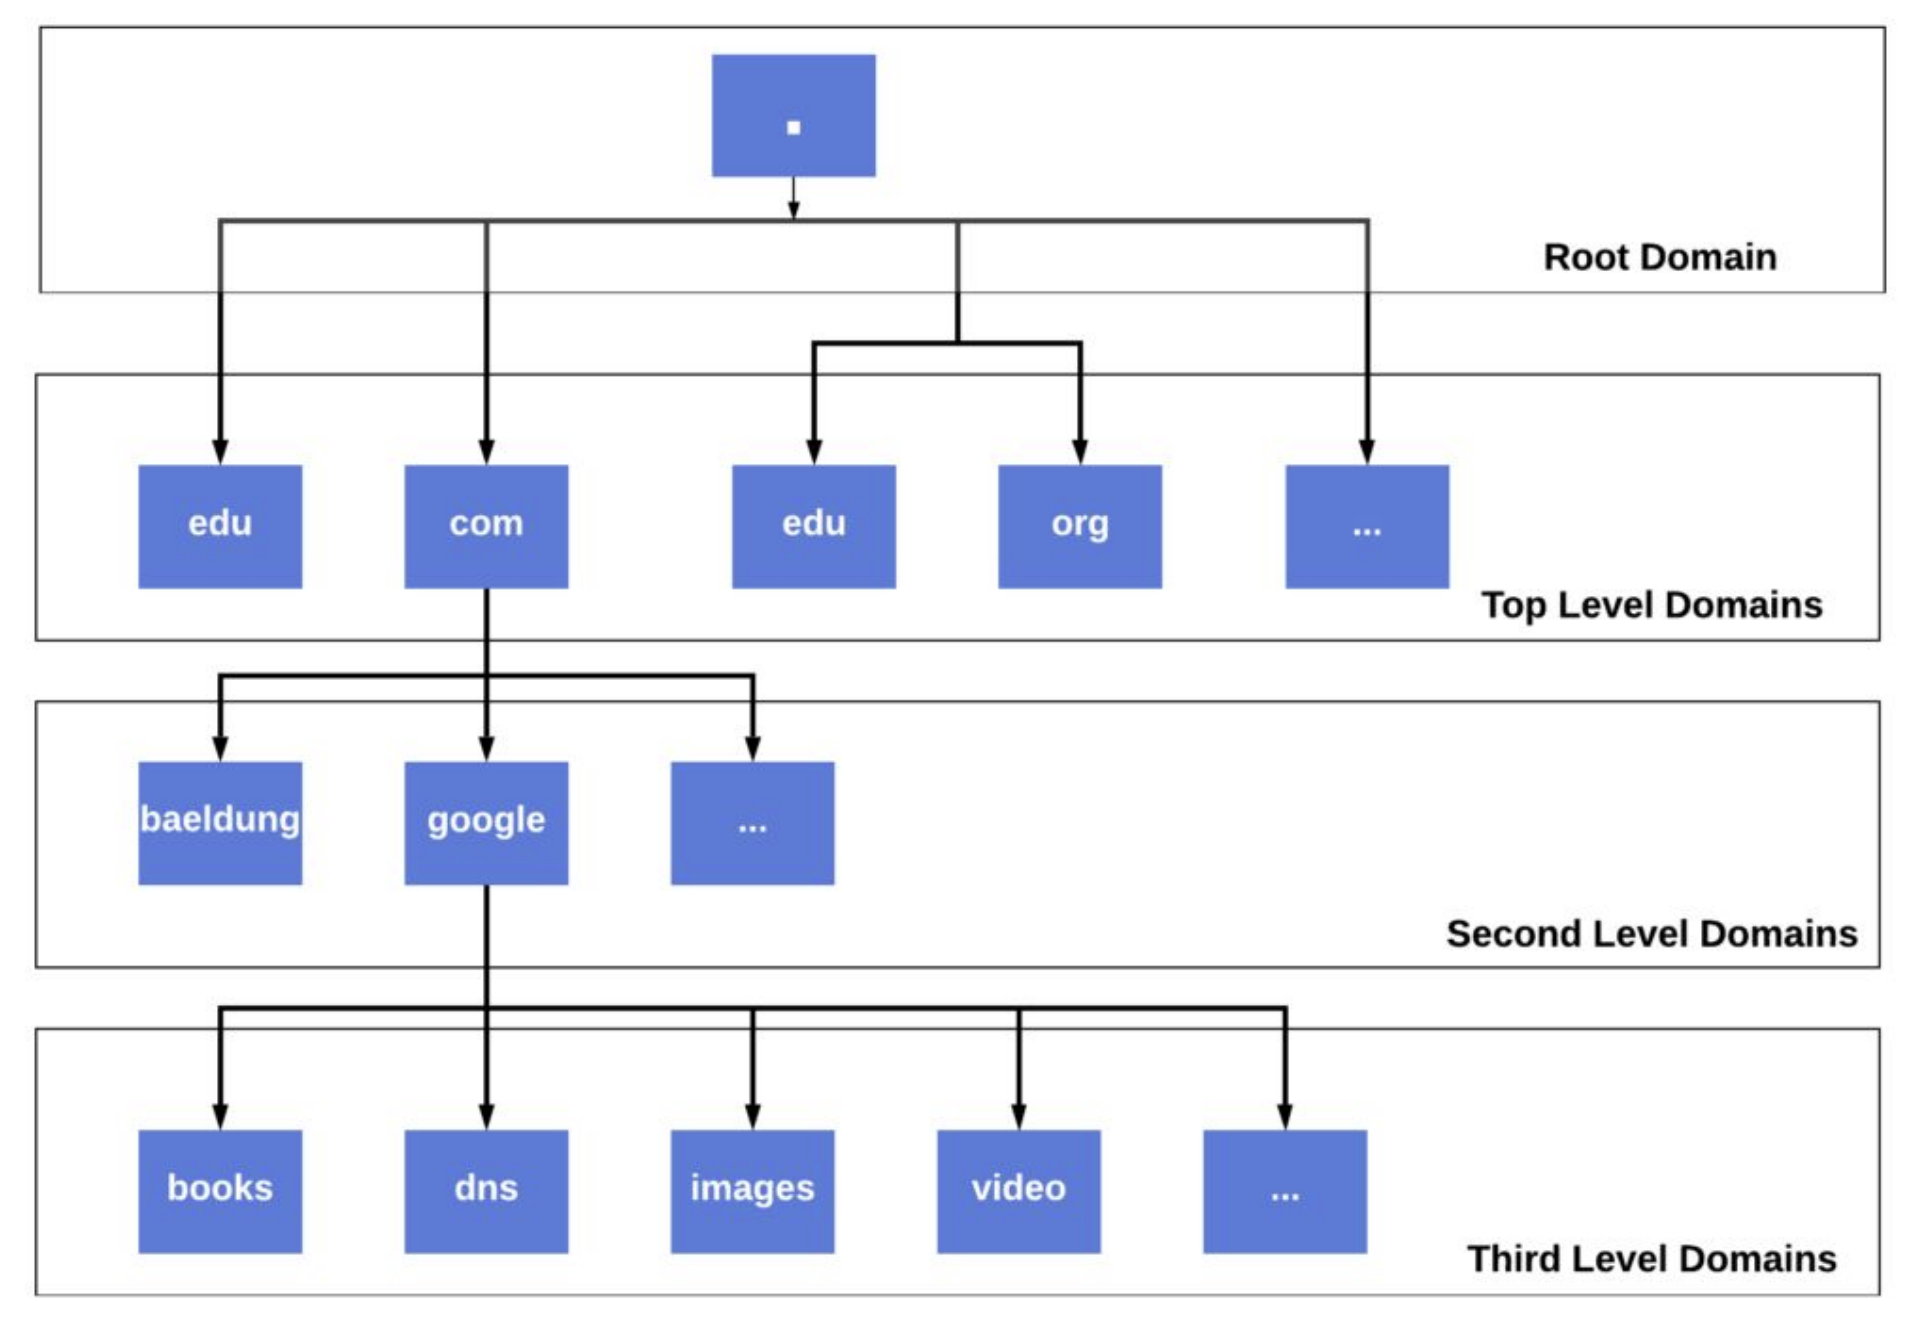 .
Root Domain
edu
com
edu
org
...
Top Level Domains
baeldung
google
...
Second Level Domains
books
dns
images
video
...
Third Level Domains